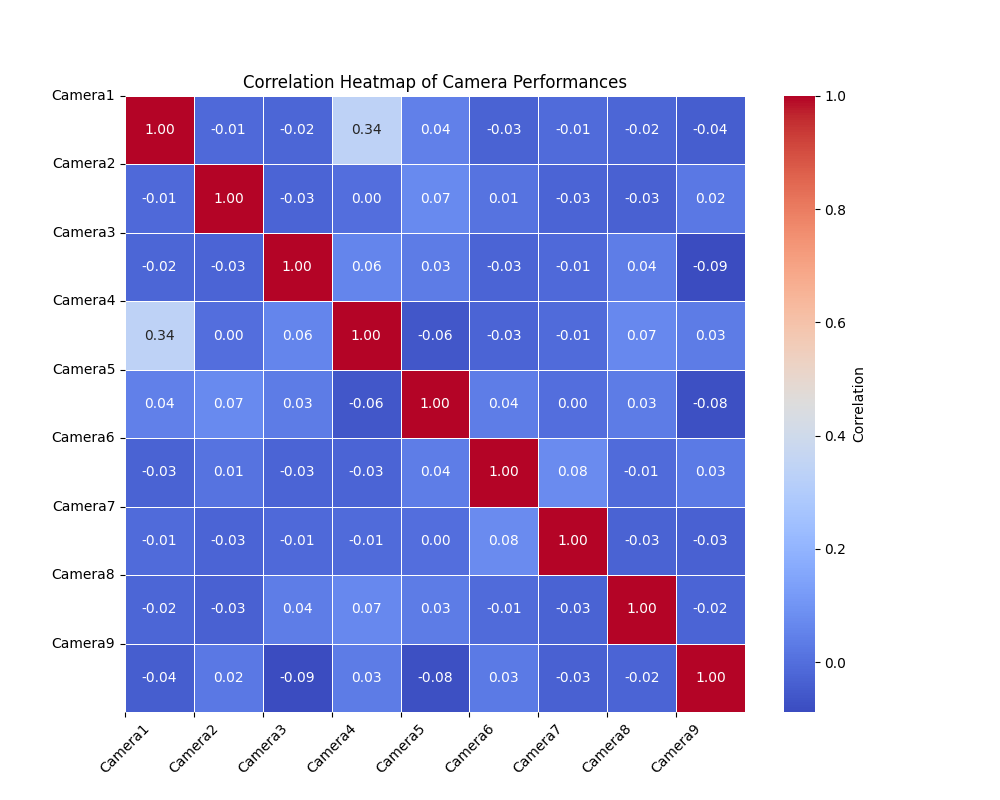 Correlation Heatmap of Camera Performances
Camera1
1.00 -0.01 -0.02 0.34 0.04 -0.03 -0.01 -0.02 -0.04
Camera2
-0.01 1.00 -0.03 0.00 0.07 0.01 -0.03 -0.03 0.02
Camera3
-0.02 -0.03 1.00 0.06 0.03 -0.03 -0.01 0.04 -0.09
Camera4
0.34 0.00 0.06 1.00 -0.06 -0.03 -0.01 0.07 0.03
Camera5
0.04 0.07 0.03 -0.06 1.00 0.04 0.00 0.03 -0.08
Camera6
-0.03 0.01 -0.03 -0.03 0.04 1.00 0.08 -0.01 0.03
Camera7
-0.01 -0.03 -0.01 -0.01 0.00 0.08 1.00 -0.03 -0.03
Camera8
-0.02 -0.03 0.04 0.07 0.03 -0.01 -0.03 1.00 -0.02
Camera9
-0.04 0.02 -0.09 0.03 -0.08 0.03 -0.03 -0.02 1.00
Camera1 Camera2 Camera3 Camera4 Camera5 Camera6 Camera7 Camera8 Camera9
1.0
0.8
0.6
0.4
0.2
0.0
Correlation